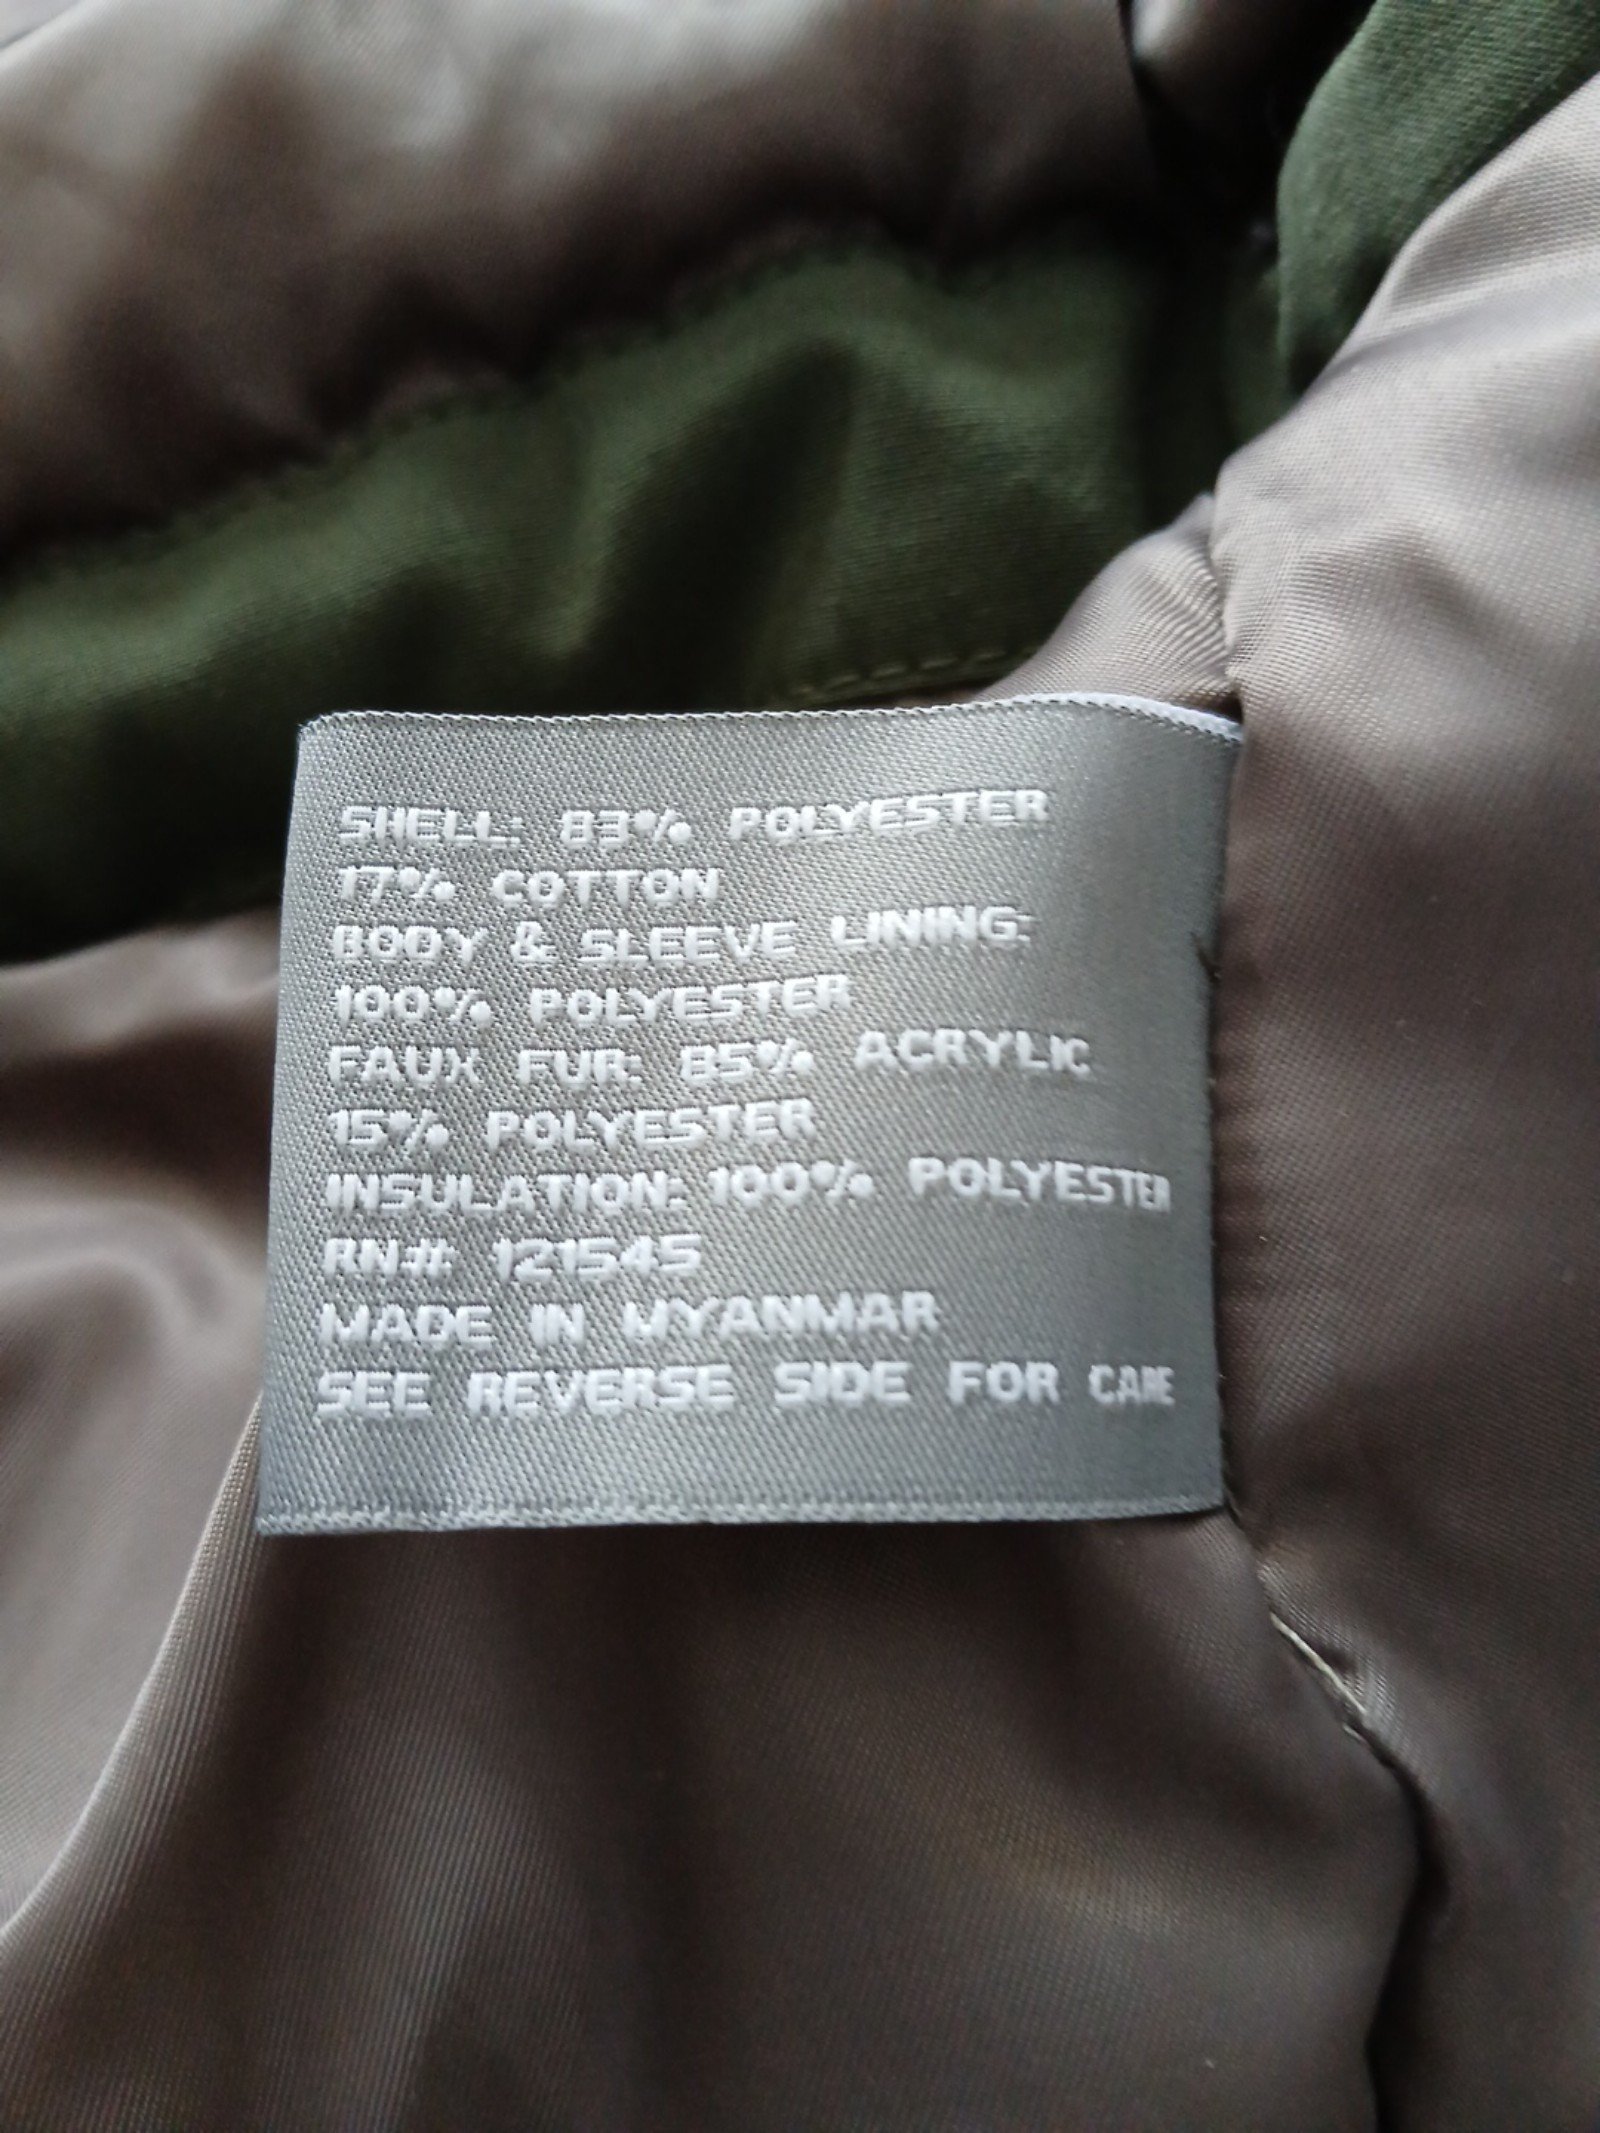 SHELL: 83% POLYESTER
17% COTTON
BODY & SLEEVE LINING:
100% POLYESTER
FAUX FUR: 85% ACRYLIC
15% POLYESTER
INSULATION: 100% POLYESTER
RN#: 121545
MADE IN MYANMAR
SEE REVERSE SIDE FOR CARE